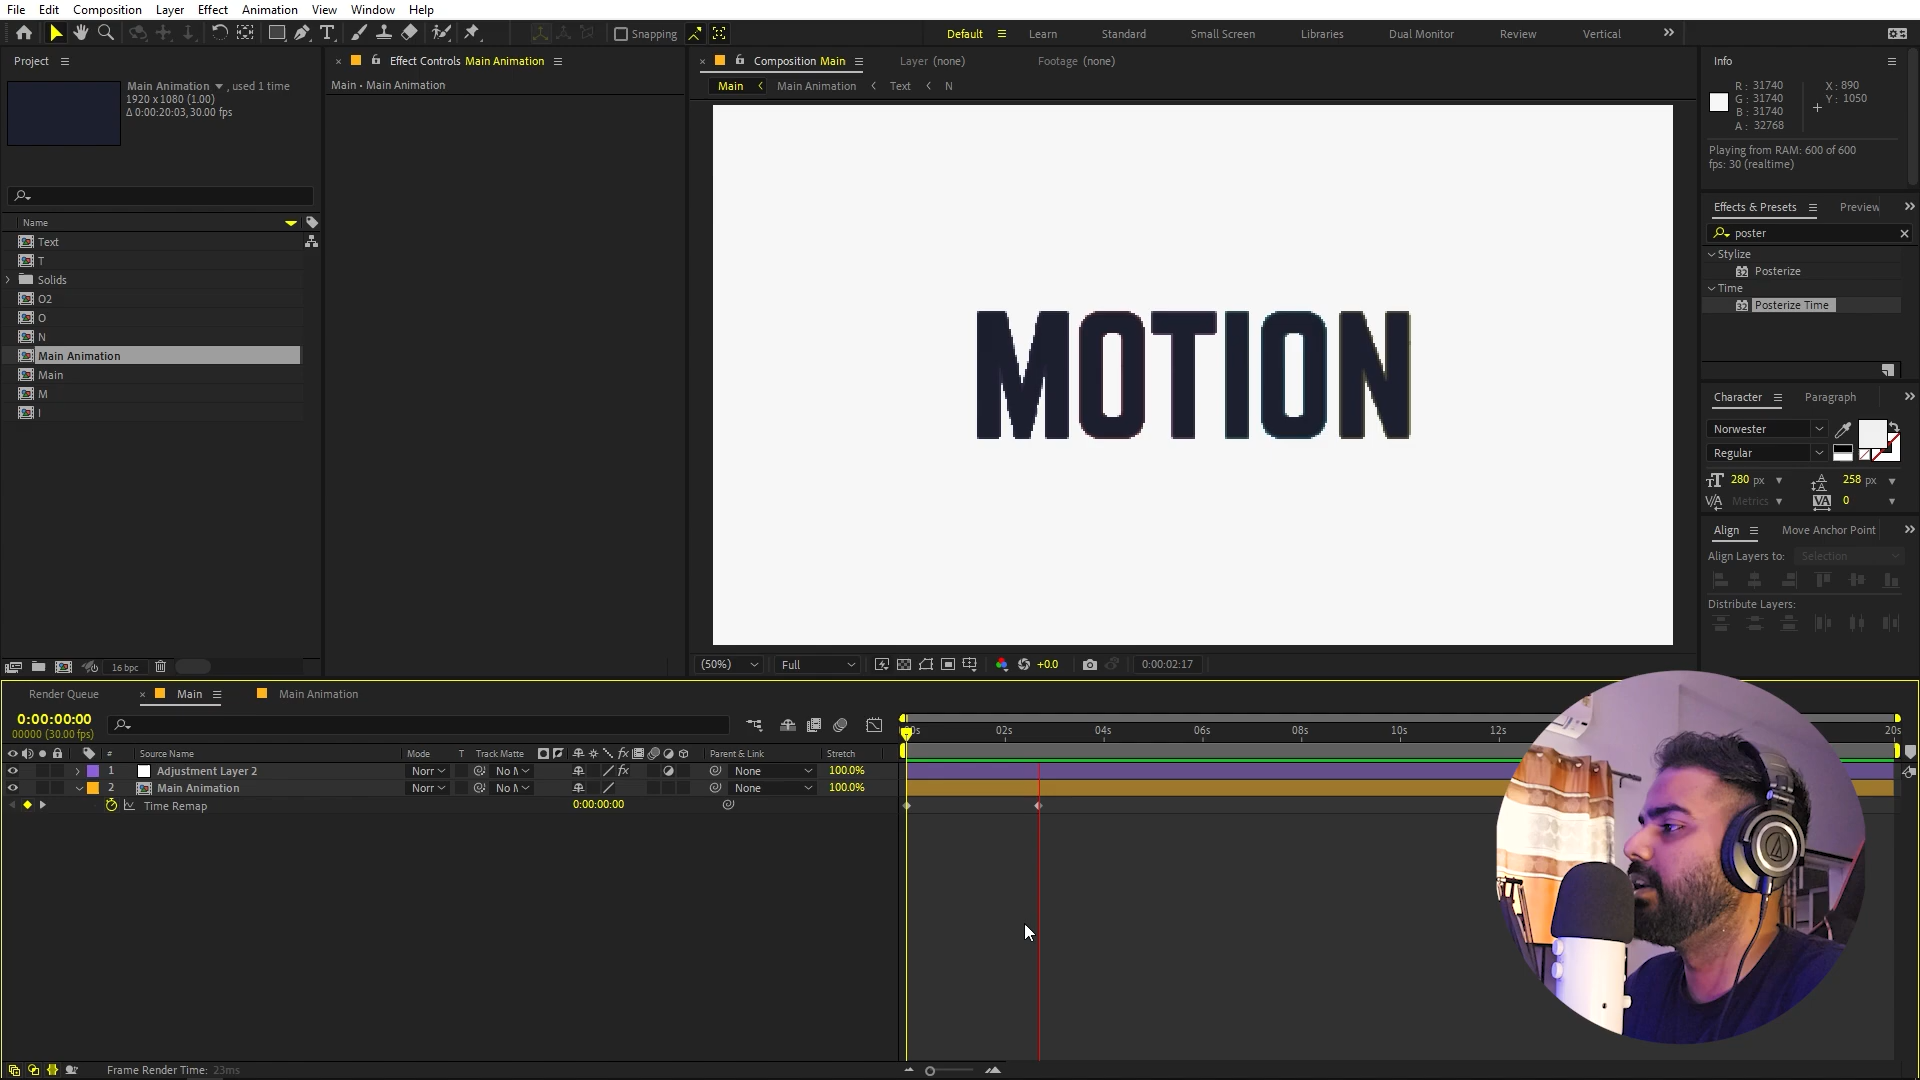 File Edit Composition Layer Effect Animation View Window Help
Snapping Default Learn Standard Small Screen Libraries Dual Monitor Review Vertical
Project
Main Animation , used 1 time
1920 x 1080 (1.00)
Δ 0:00:20:03, 30.00 fps
Name
Text
T
Solids
O2
O
N
Main Animation
Main
M
I
16 bpc
Effect Controls Main Animation
Main • Main Animation
Composition Main Layer (none) Footage (none)
Main Main Animation Text N
MOTION
(50%) Full +0.0 0:00:02:17
Info
R : 31740 X : 890
G : 31740 Y : 1050
B : 31740
A : 32768
Playing from RAM: 600 of 600
fps: 30 (realtime)
Effects & Presets Preview
poster
Stylize
32 Posterize
Time
32 Posterize Time
Character Paragraph
Norwester
Regular
280 px 258 px
Metrics 0
Align Move Anchor Point
Align Layers to: Selection
Distribute Layers:
Render Queue Main Main Animation
0:00:00:00
00000 (30.00 fps)
02s 04s 06s 08s 10s 12s 20s
# Source Name Mode T Track Matte fx Parent & Link Stretch
1 Adjustment Layer 2 Norr No M fx None 100.0%
2 Main Animation Norr No M None 100.0%
Time Remap 0:00:00:00
Frame Render Time: 23ms